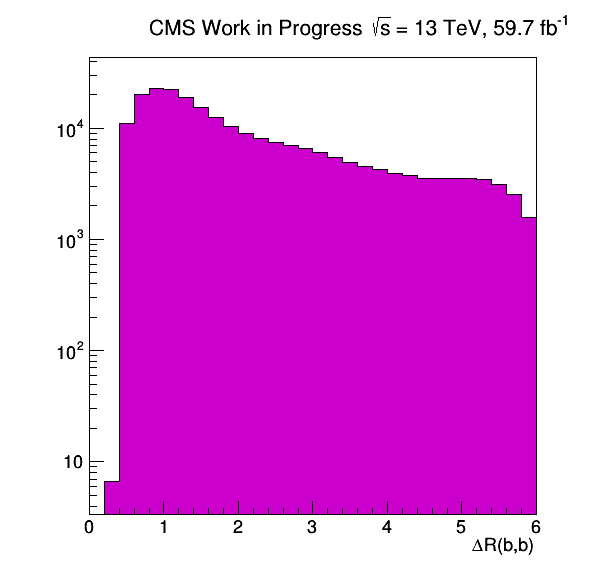 CMS Work in Progress √s = 13 TeV, 59.7 fb⁻¹
10⁴
10³
10²
10
0 1 2 3 4 5 6
ΔR(b,b)